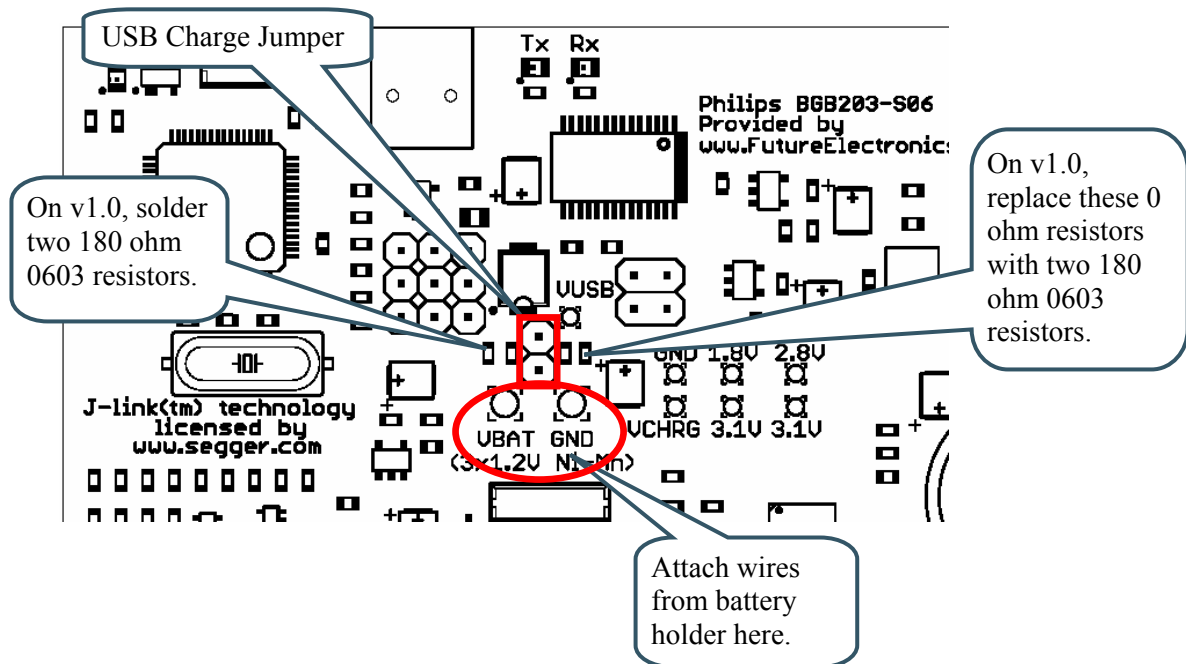 USB Charge Jumper
Tx Rx
Philips BGB203-S06
Provided by
www.FutureElectronics
On v1.0, solder
two 180 ohm
0603 resistors.
On v1.0,
replace these 0
ohm resistors
with two 180
ohm 0603
resistors.
VUSB
GND 1.8V 2.8V
J-link(tm) technology
licensed by
www.segger.com
VCHRG 3.1V 3.1V
VBAT GND
(3x1.2V Ni-Mn)
Attach wires
from battery
holder here.